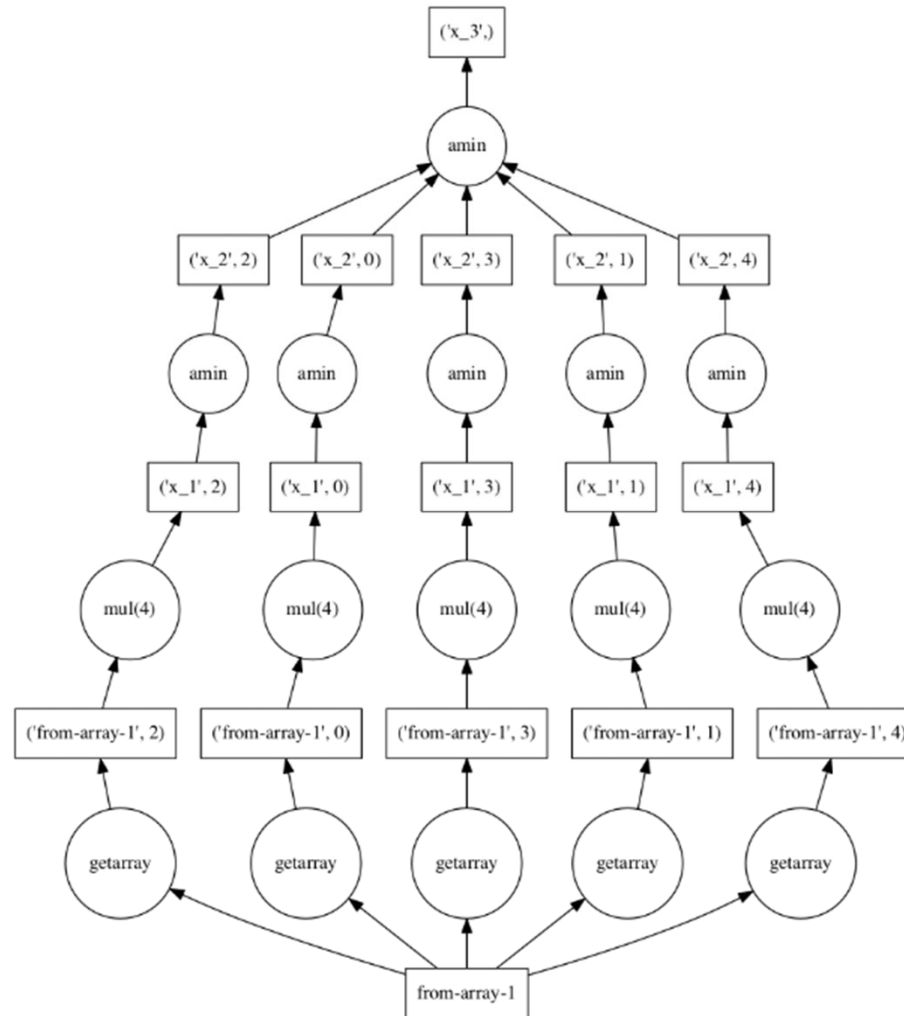 ('x_3',)
amin
('x_2', 2)
('x_2', 0)
('x_2', 3)
('x_2', 1)
('x_2', 4)
amin
amin
amin
amin
amin
('x_1', 2)
('x_1', 0)
('x_1', 3)
('x_1', 1)
('x_1', 4)
mul(4)
mul(4)
mul(4)
mul(4)
mul(4)
('from-array-1', 2)
('from-array-1', 0)
('from-array-1', 3)
('from-array-1', 1)
('from-array-1', 4)
getarray
getarray
getarray
getarray
getarray
from-array-1